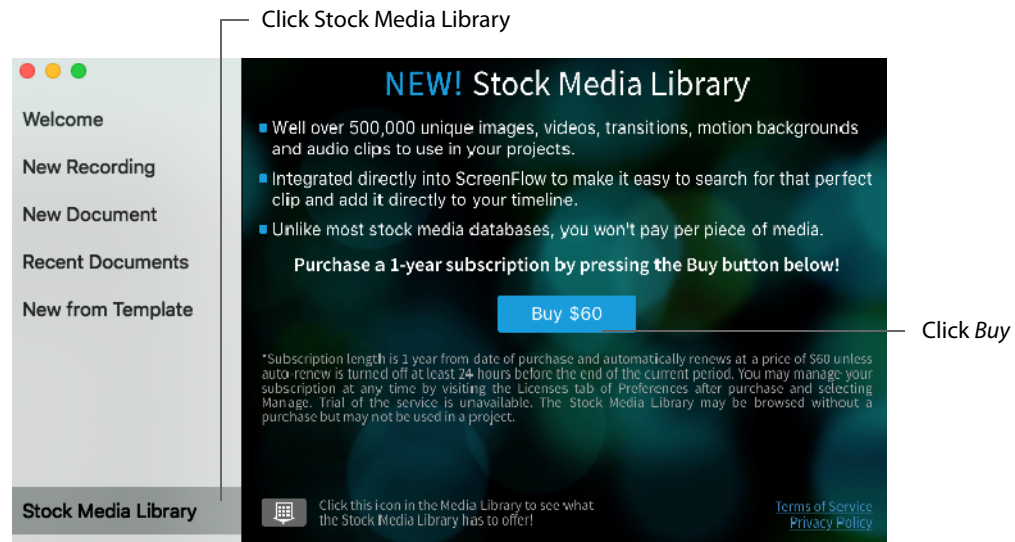 Click Stock Media Library
Welcome
New Recording
New Document
Recent Documents
New from Template
Stock Media Library
NEW! Stock Media Library
Well over 500,000 unique images, videos, transitions, motion backgrounds
and audio clips to use in your projects.
Integrated directly into ScreenFlow to make it easy to search for that perfect
clip and add it directly to your timeline.
Unlike most stock media databases, you won't pay per piece of media.
Purchase a 1-year subscription by pressing the Buy button below!
Buy $60
Click Buy
*Subscription length is 1 year from date of purchase and automatically renews at a price of $60 unless
auto-renew is turned off at least 24 hours before the end of the current period. You may manage your
subscription at any time by visiting the Licenses tab of Preferences after purchase and selecting
Manage. Trial of the service is unavailable. The Stock Media Library may be browsed without a
purchase but may not be used in a project.
Click this icon in the Media Library to see what
the Stock Media Library has to offer!
Terms of Service
Privacy Policy